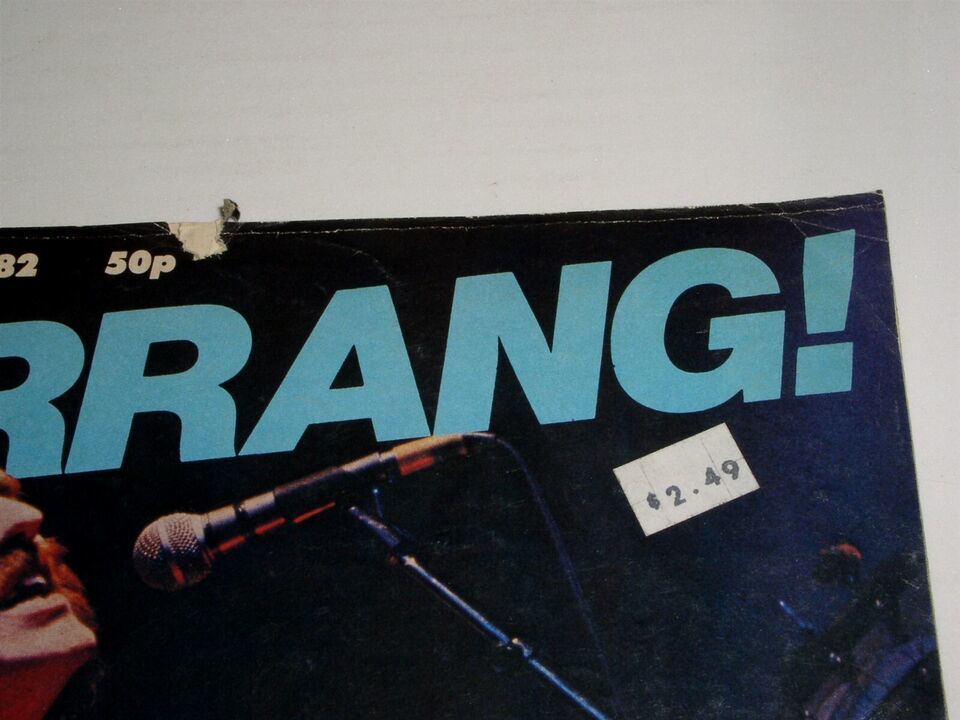 82 50p
RRANG!
$2.49